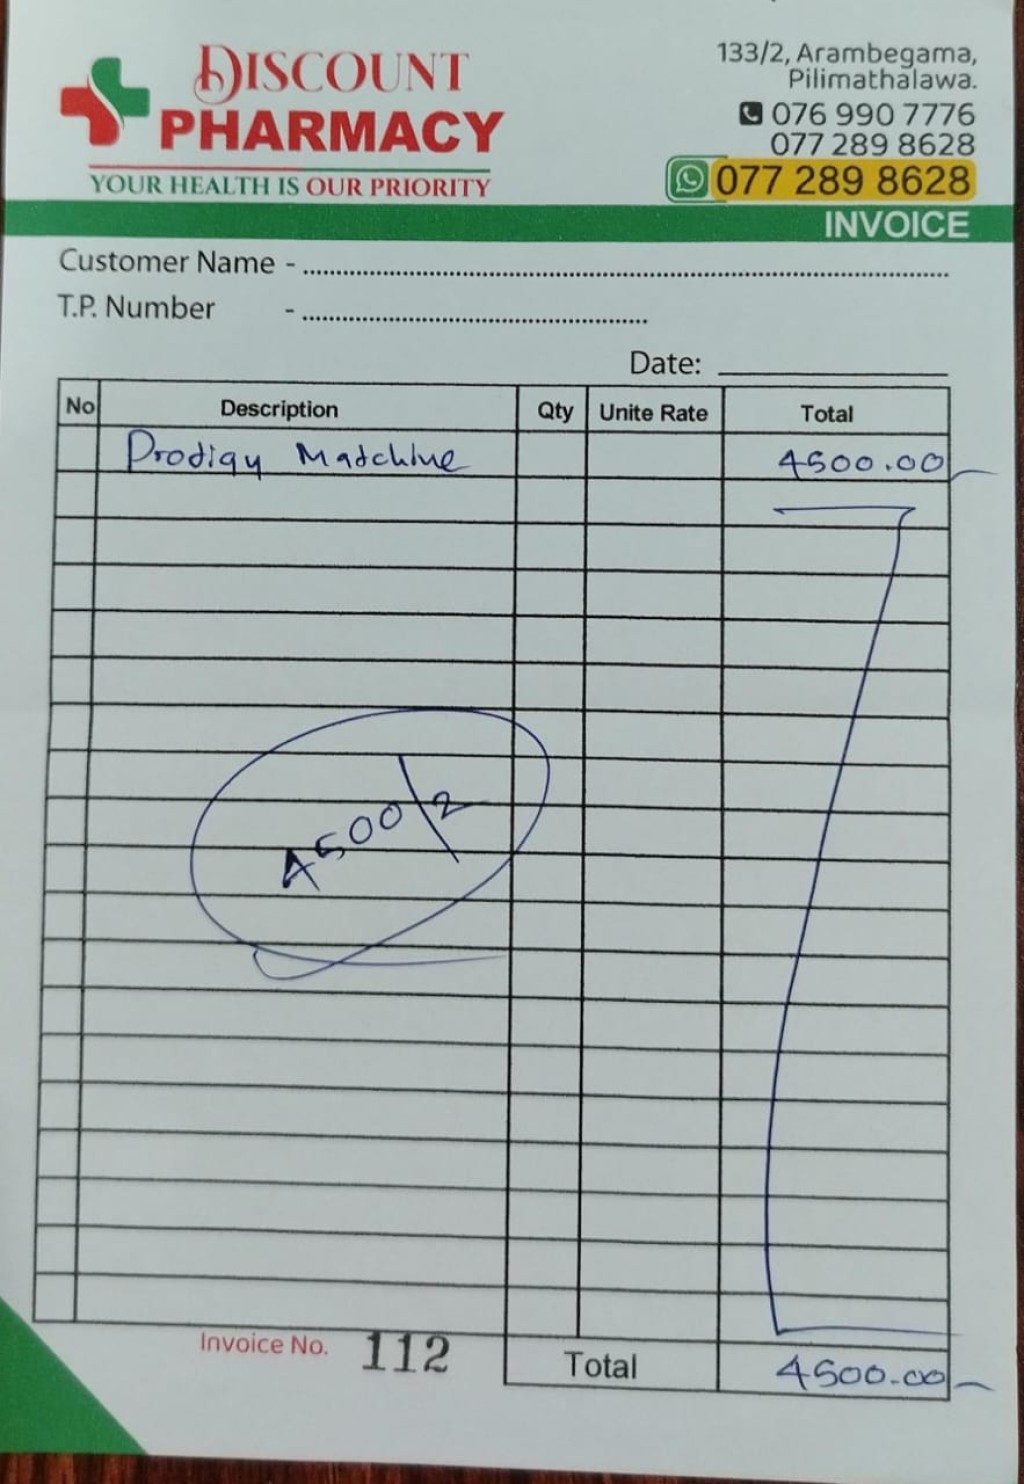 DISCOUNT
PHARMACY
YOUR HEALTH IS OUR PRIORITY
133/2, Arambegama,
Pilimathalawa.
076 990 7776
077 289 8628
077 289 8628
INVOICE
Customer Name -
T.P. Number -
Date:
No Description Qty Unite Rate Total
Prodigy Madchine 4500.00
4500/2
Invoice No. 112
Total 4500.00